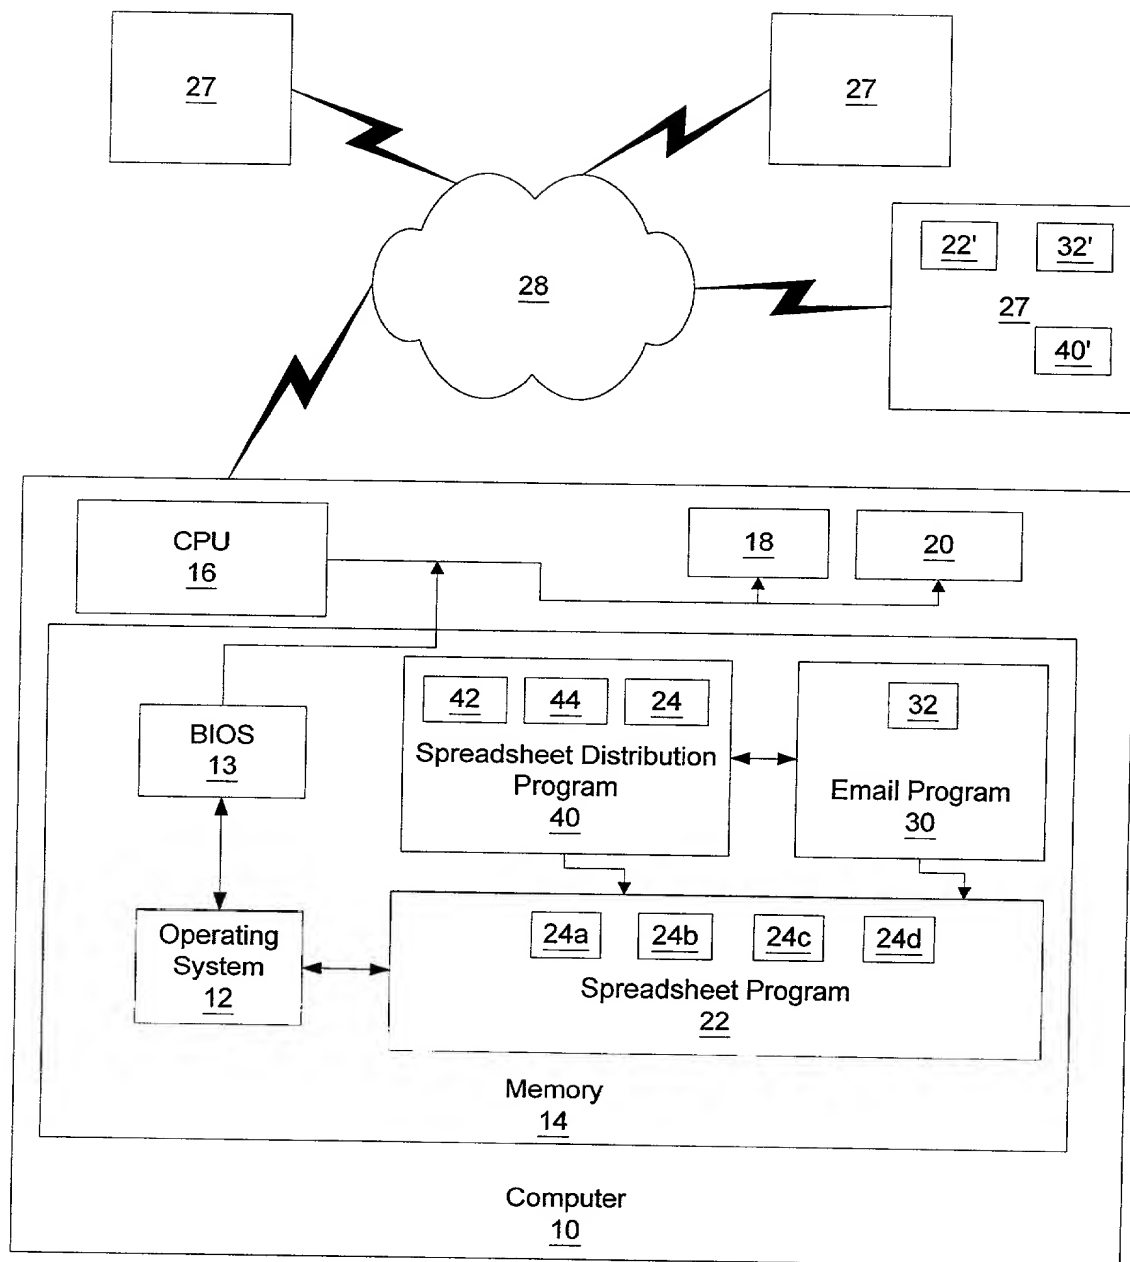 27
27
22'
32'
28
27
40'
CPU
16
18
20
42
44
24
32
BIOS
13
Spreadsheet Distribution
Program
40
Email Program
30
Operating
System
12
24a
24b
24c
24d
Spreadsheet Program
22
Memory
14
Computer
10